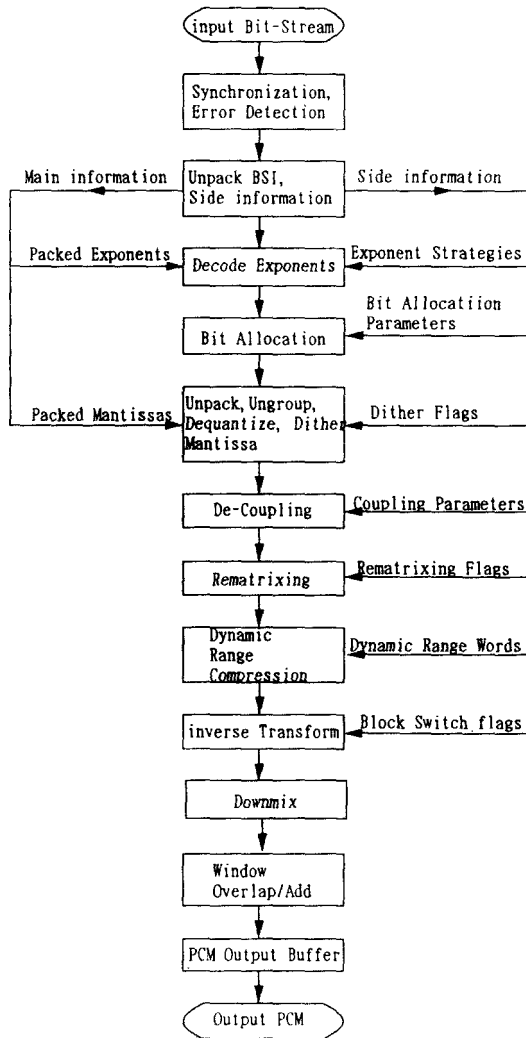 input Bit-Stream
Synchronization,
Error Detection
Main information
Unpack BSI,
Side information
Side information
Packed Exponents
Decode Exponents
Exponent Strategies
Bit Allocation
Bit Allocatiion
Parameters
Packed Mantissas
Unpack, Ungroup,
Dequantize, Dither
Mantissa
Dither Flags
De-Coupling
Coupling Parameters
Rematrixing
Rematrixing Flags
Dynamic
Range
Compression
Dynamic Range Words
inverse Transform
Block Switch flags
Downmix
Window
Overlap/Add
PCM Output Buffer
Output PCM